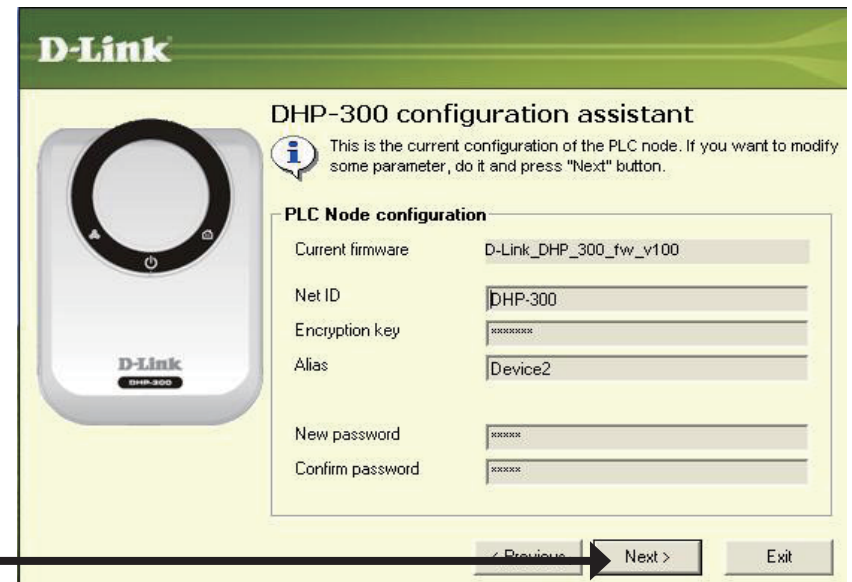 D-Link
DHP-300 configuration assistant
This is the current configuration of the PLC node. If you want to modify
some parameter, do it and press "Next" button.
PLC Node configuration
Current firmware D-Link_DHP_300_fw_v100
Net ID DHP-300
Encryption key *******
Alias Device2
New password *****
Confirm password *****
D-Link
DHP-300
< Previous Next > Exit